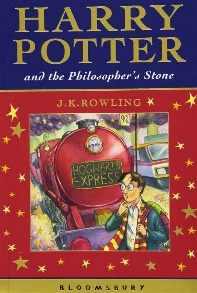 HARRY
POTTER
and the Philosopher's Stone
J.K.ROWLING
HOGWARTS
EXPRESS
BLOOMSBURY